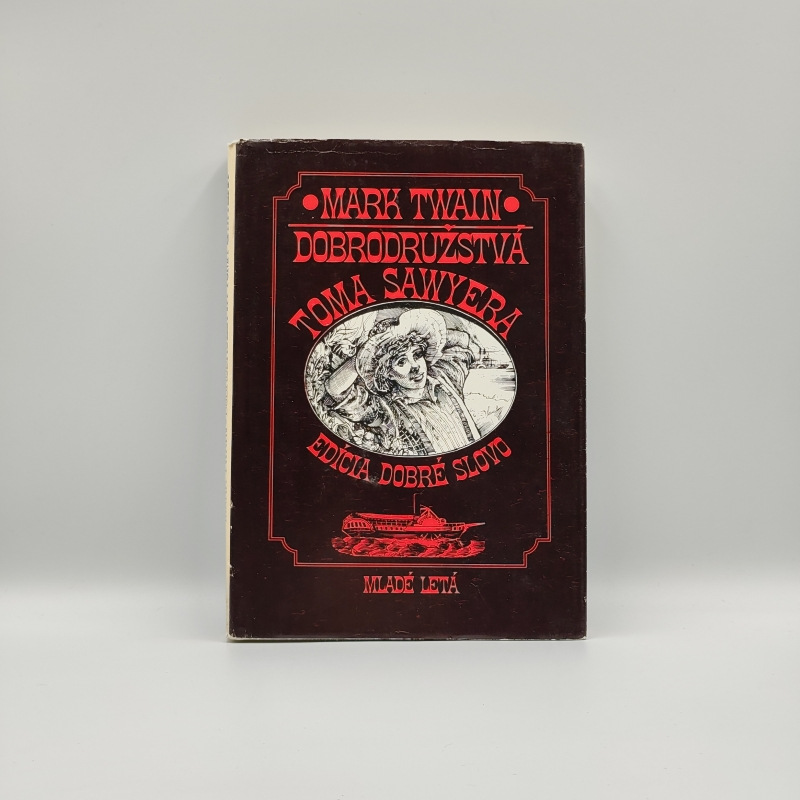 MARK TWAIN
DOBRODRUŽSTVÁ
TOMA SAWYERA
EDÍCIA DOBRÉ SLOVO
MLADÉ LETÁ